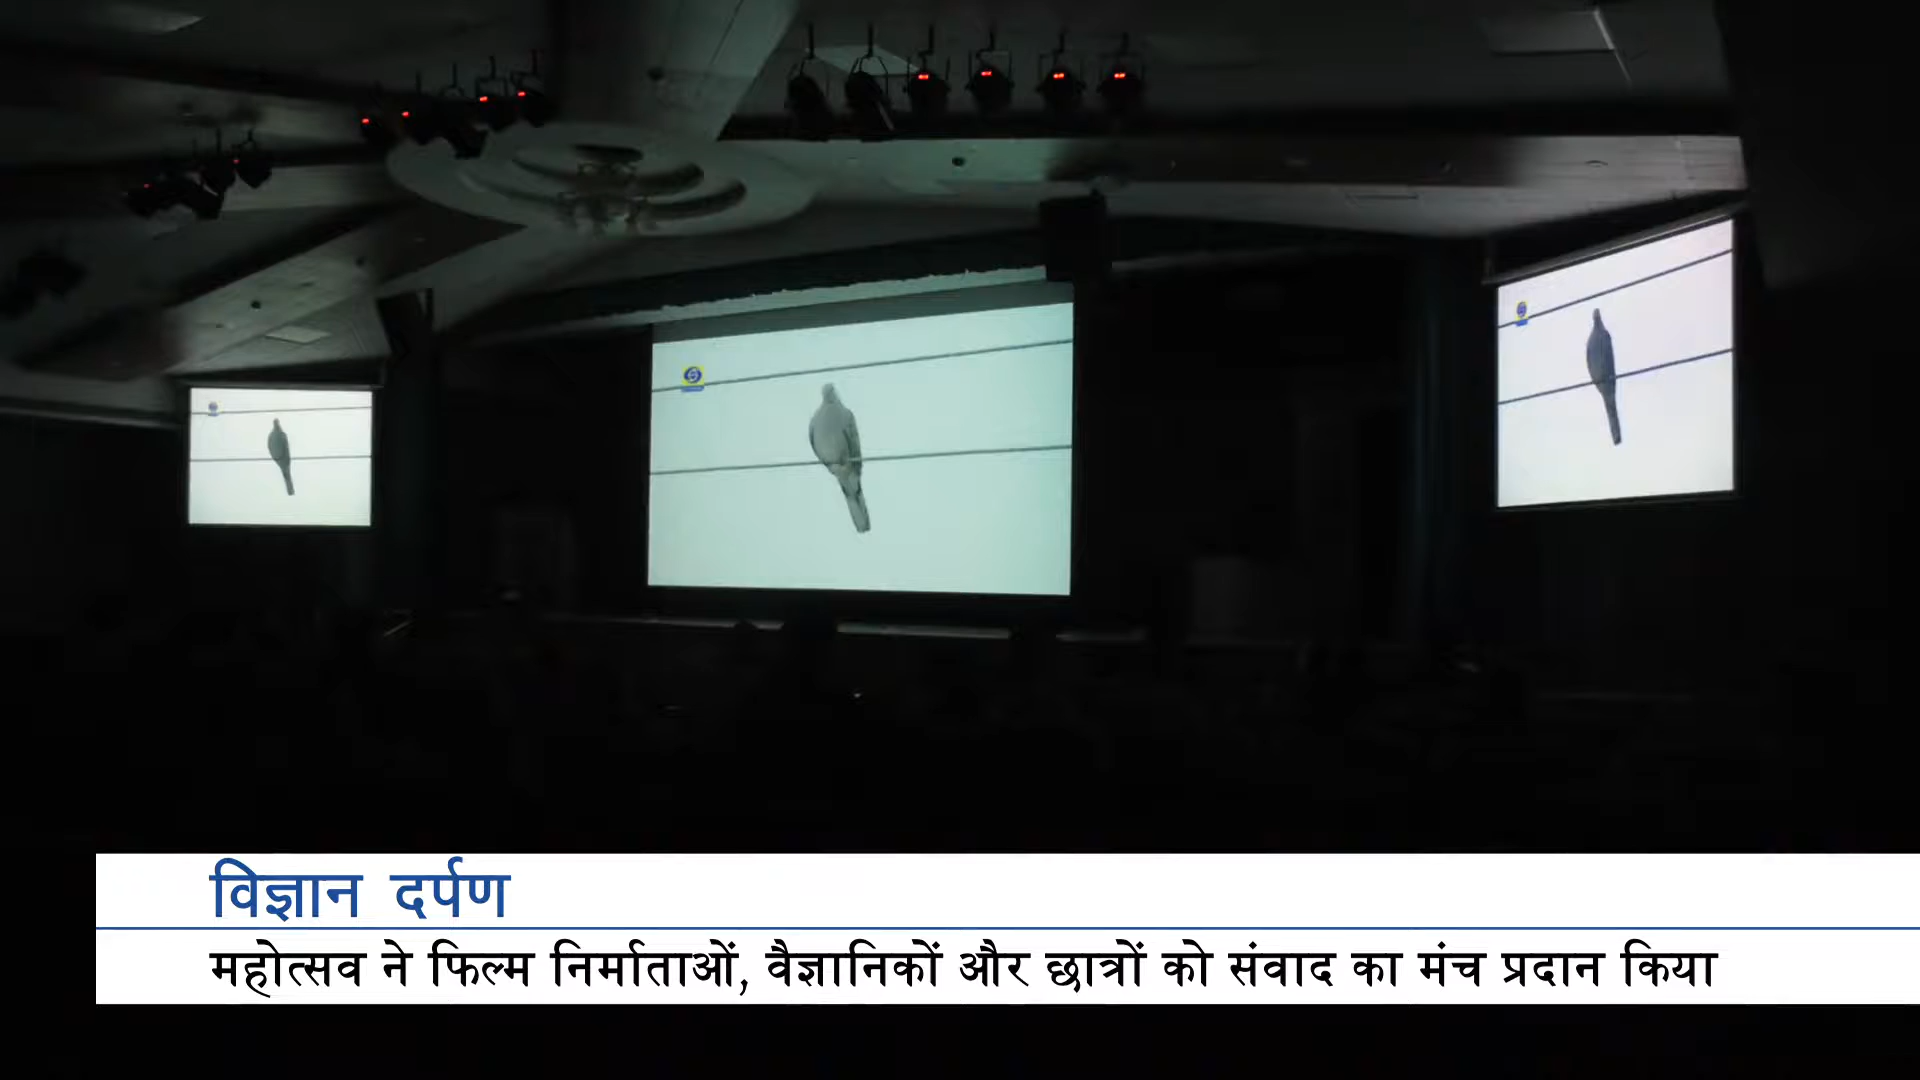 विज्ञान दर्पण
महोत्सव ने फिल्म निर्माताओं, वैज्ञानिकों और छात्रों को संवाद का मंच प्रदान किया